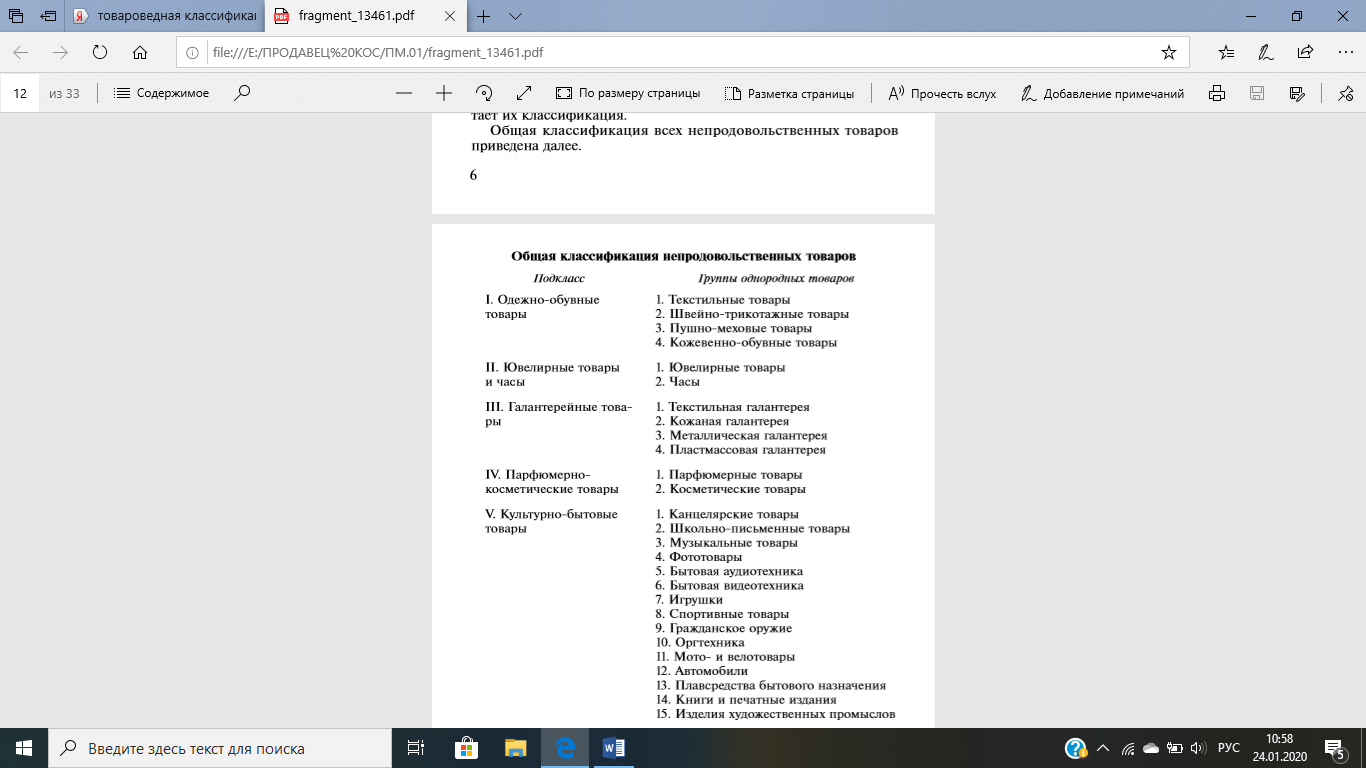 товароведная классификаι
fragment_13461.pdf
file:///E:/ПРОДАВЕЦ%20КОС/ПМ.01/fragment_13461.pdf
12 из 33 Содержимое По размеру страницы Разметка страницы Прочесть вслух Добавление примечаний
тает их классификация.
Общая классификация всех непродовольственных товаров
приведена далее.
6
Общая классификация непродовольственных товаров
Подкласс Группы однородных товаров
I. Одежно-обувные 1. Текстильные товары
товары 2. Швейно-трикотажные товары
3. Пушно-меховые товары
4. Кожевенно-обувные товары
II. Ювелирные товары 1. Ювелирные товары
и часы 2. Часы
III. Галантерейные това- 1. Текстильная галантерея
ры 2. Кожаная галантерея
3. Металлическая галантерея
4. Пластмассовая галантерея
IV. Парфюмерно- 1. Парфюмерные товары
косметические товары 2. Косметические товары
V. Культурно-бытовые 1. Канцелярские товары
товары 2. Школьно-письменные товары
3. Музыкальные товары
4. Фототовары
5. Бытовая аудиотехника
6. Бытовая видеотехника
7. Игрушки
8. Спортивные товары
9. Гражданское оружие
10. Оргтехника
11. Мото- и велотовары
12. Автомобили
13. Плавсредства бытового назначения
14. Книги и печатные издания
15. Изделия художественных промыслов
Введите здесь текст для поиска
РУС
10:58
24.01.2020
5